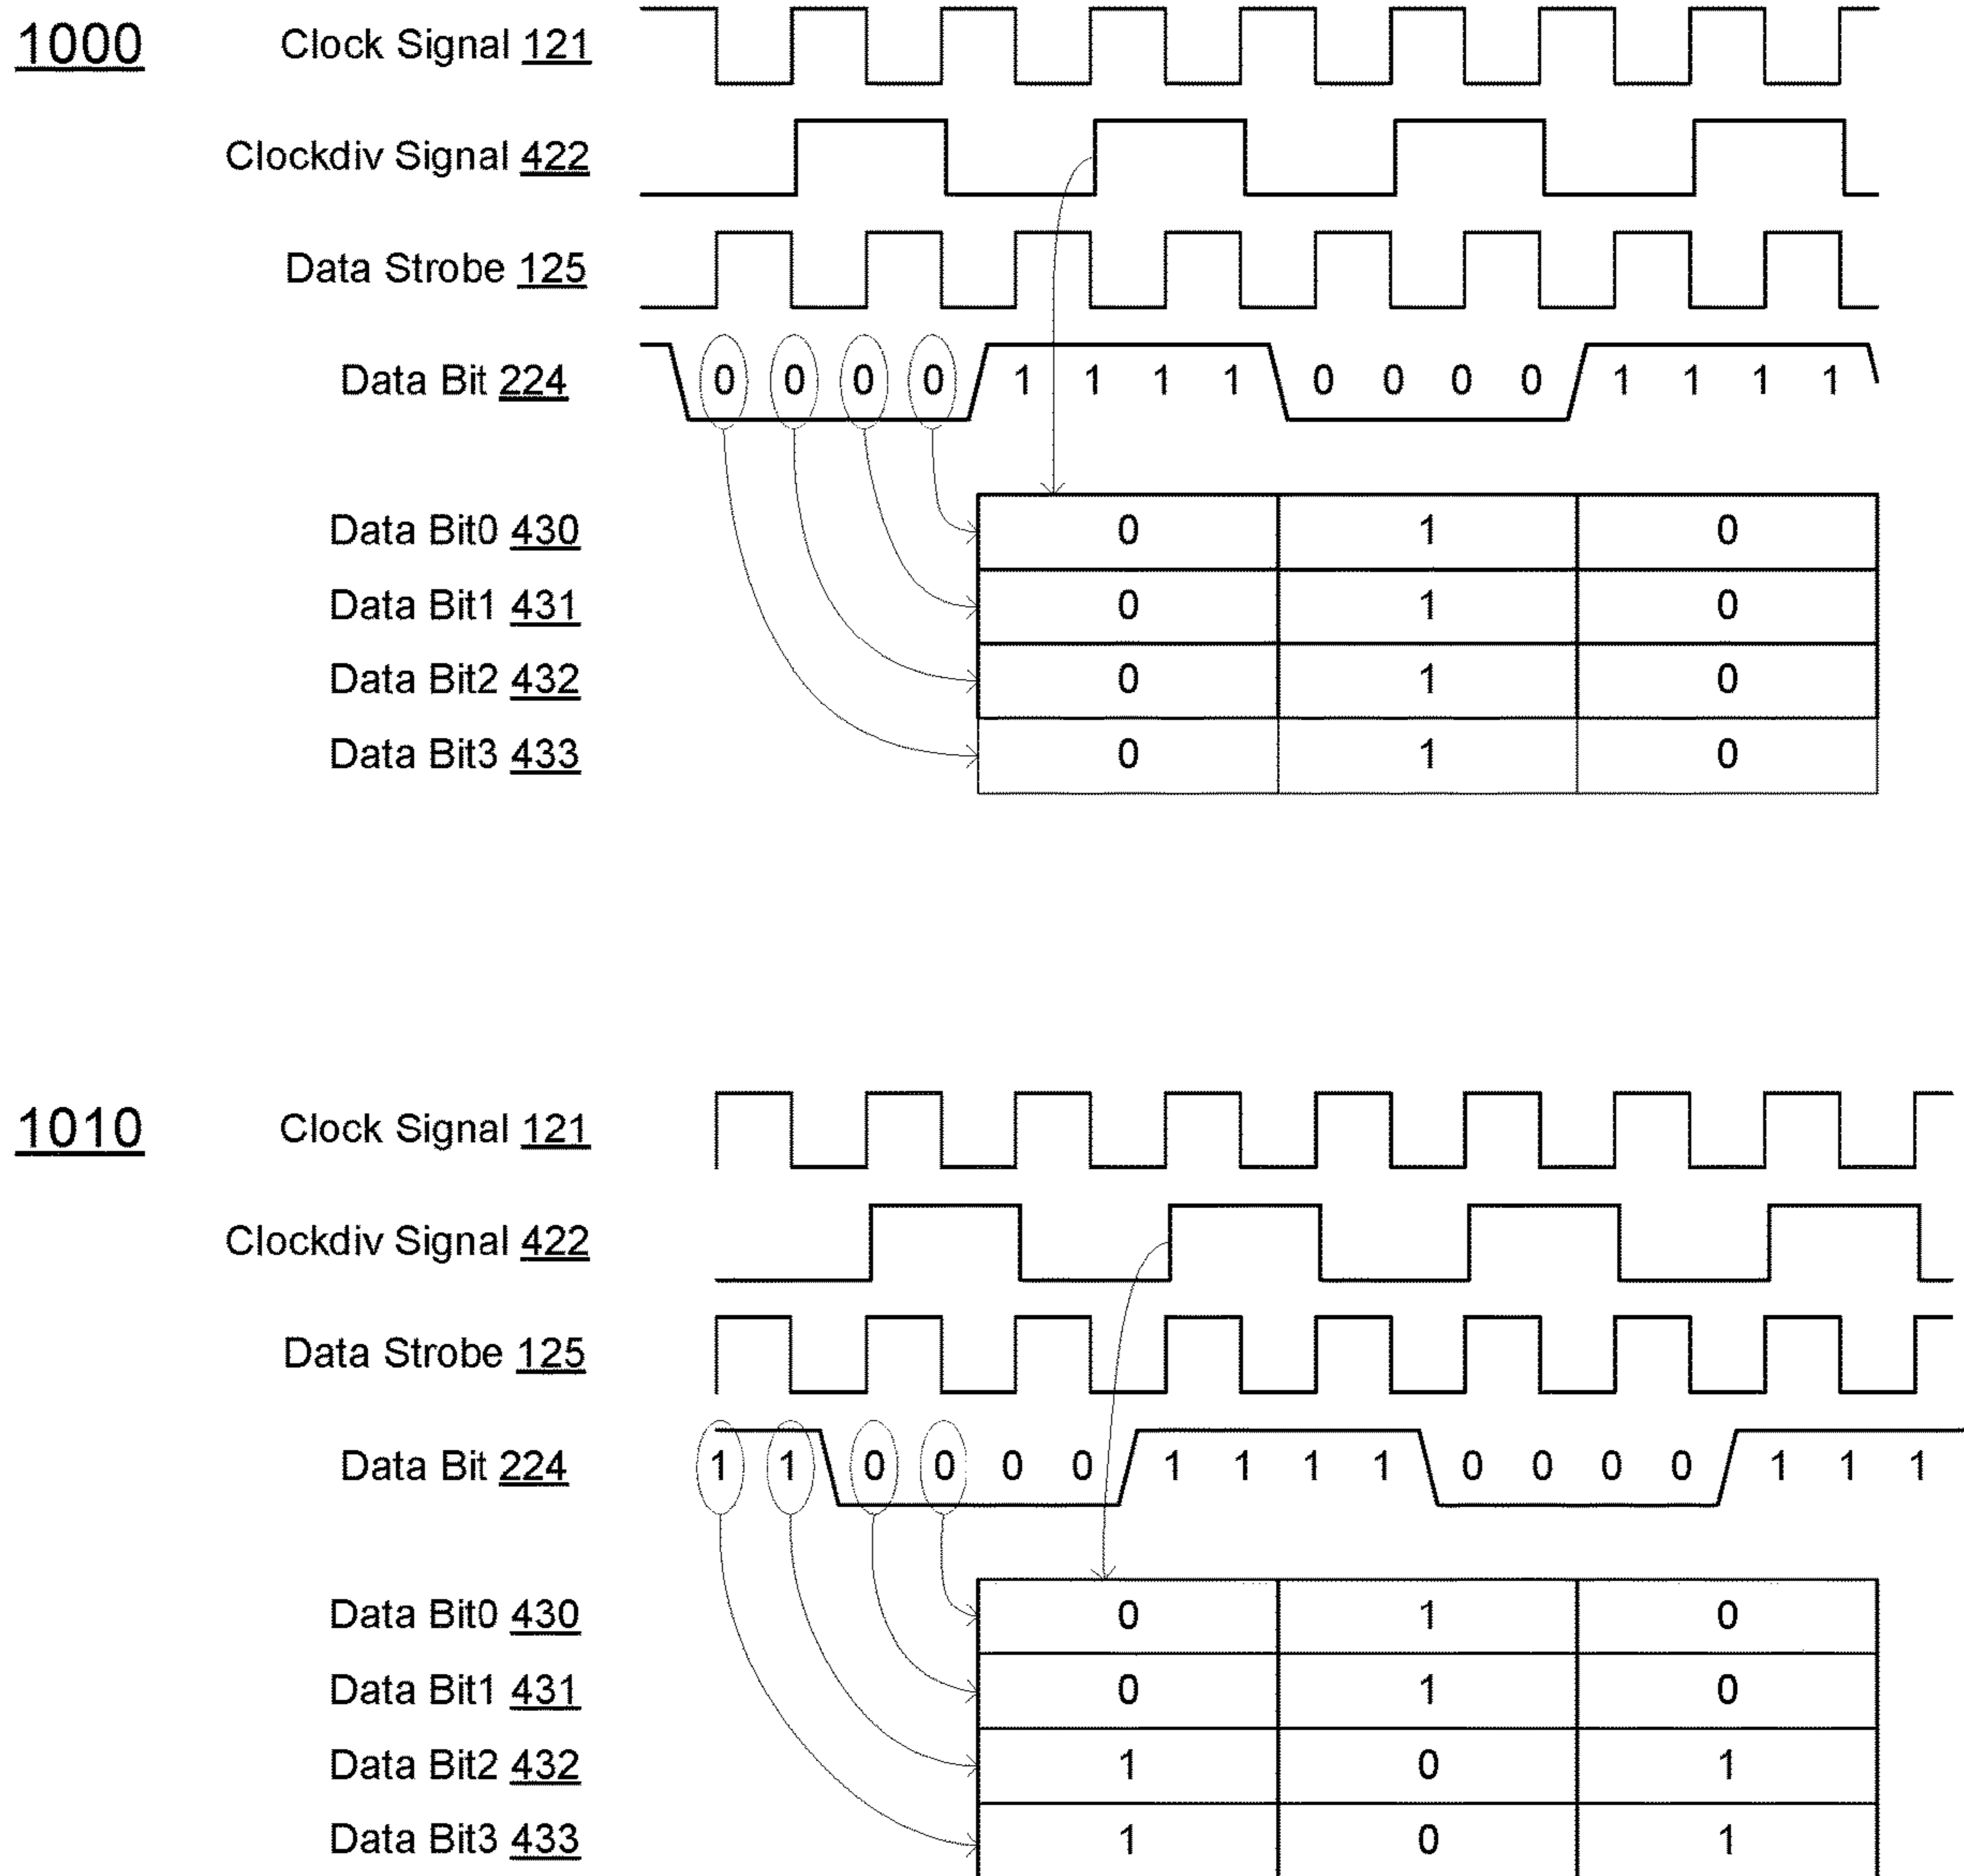 1000 Clock Signal 121
Clockdiv Signal 422
Data Strobe 125
Data Bit 224 0 0 0 0 1 1 1 1 0 0 0 0 1 1 1 1
Data Bit0 430 0 1 0
Data Bit1 431 0 1 0
Data Bit2 432 0 1 0
Data Bit3 433 0 1 0
1010 Clock Signal 121
Clockdiv Signal 422
Data Strobe 125
Data Bit 224 1 1 0 0 0 0 1 1 1 1 0 0 0 0 1 1 1
Data Bit0 430 0 1 0
Data Bit1 431 0 1 0
Data Bit2 432 1 0 1
Data Bit3 433 1 0 1